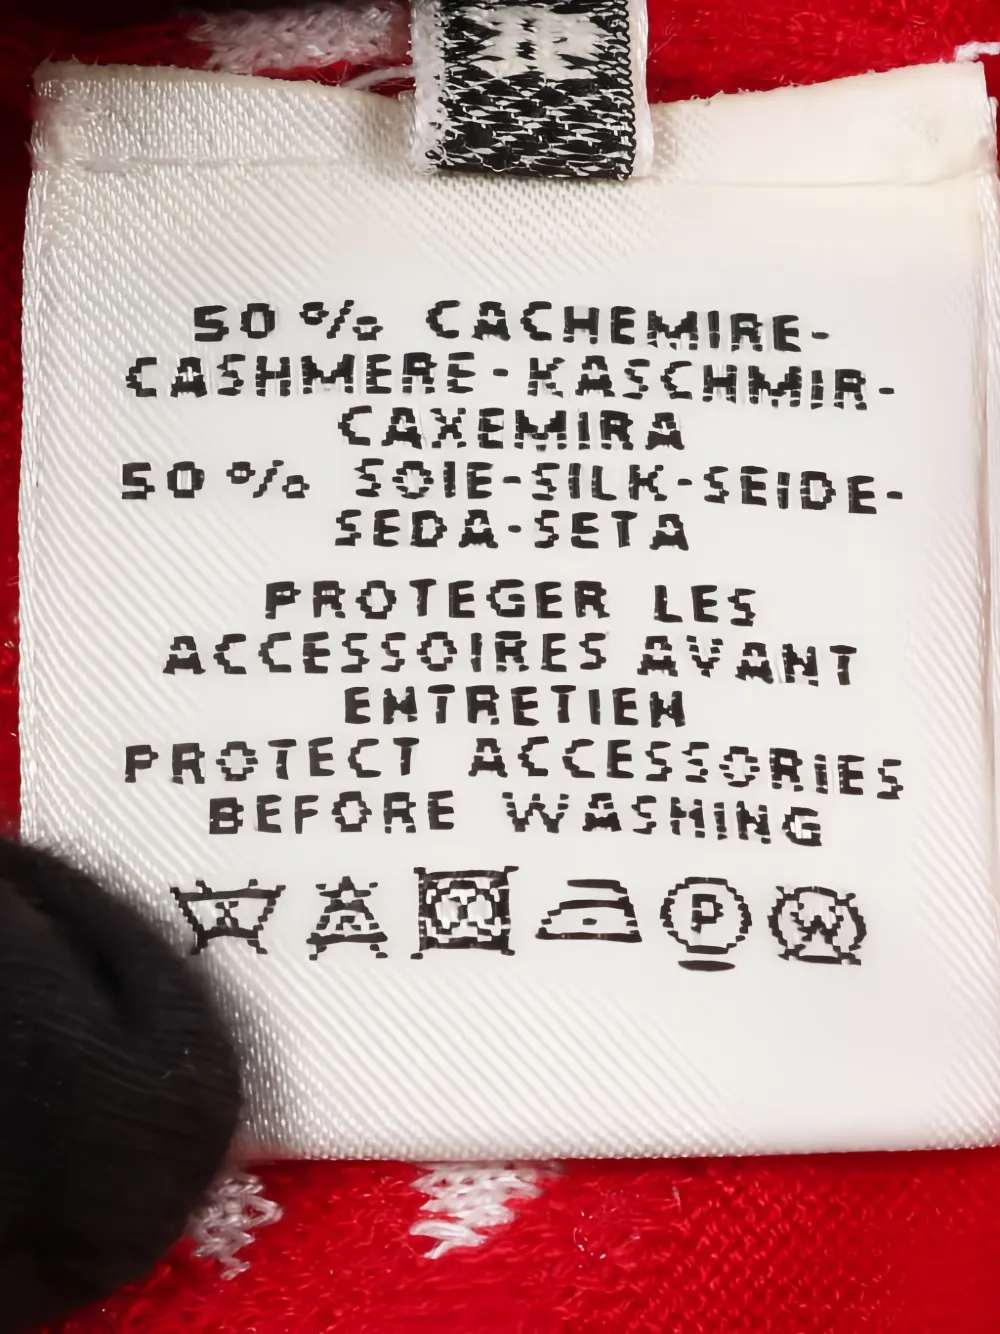 50 % CACHEMIRE-
CASHMERE-KASCHMIR-
CAXEMIRA
50 % SOIE-SILK-SEIDE-
SEDA-SETA
PROTEGER LES
ACCESSOIRES AVANT
ENTRETIEN
PROTECT ACCESSORIES
BEFORE WASHING
P W